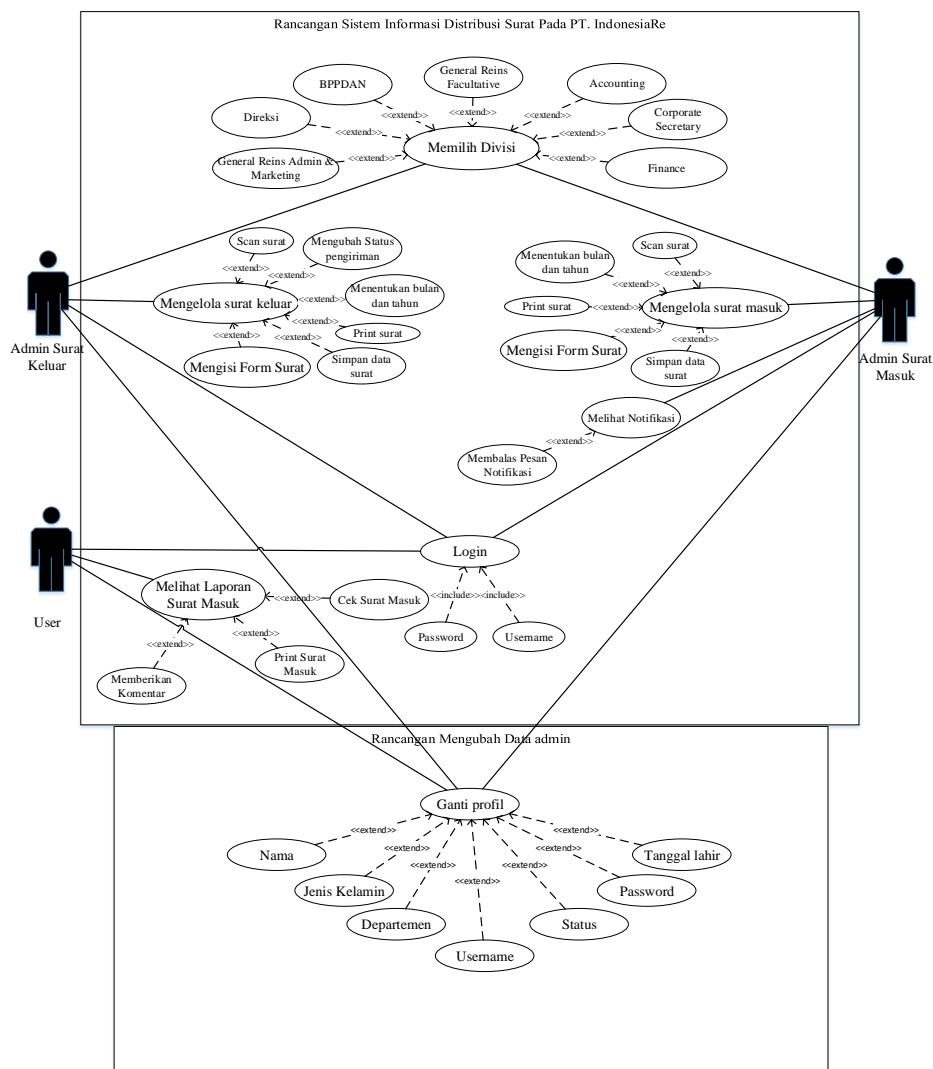 Rancangan Sistem Informasi Distribusi Surat Pada PT. IndonesiaRe
General Reins
Facultative
BPPDAN
Accounting
Direksi
Corporate
Secretary
<<extend>>
<<extend>>
<<extend>>
<<extend>>
<<extend>>
Memilih Divisi
General Reins Admin &
Marketing
<<extend>>
<<extend>>
Finance
Scan surat
Mengubah Status
pengiriman
<<extend>>
<<extend>>
Menentukan bulan
dan tahun
Mengelola surat keluar
<<extend>>
<<extend>>
Print surat
<<extend>>
<<extend>>
Mengisi Form Surat
Simpan data
surat
Admin Surat
Keluar
Scan surat
Menentukan bulan
dan tahun
<<extend>>
<<extend>>
Print surat
<<extend>>
Mengelola surat masuk
<<extend>>
<<extend>>
Mengisi Form Surat
Simpan data
surat
Admin Surat
Masuk
Melihat Notifikasi
<<extend>>
Membalas Pesan
Notifikasi
Login
User
Melihat Laporan
Surat Masuk
<<extend>>
Cek Surat Masuk
<<include>>
<<include>>
Password
Username
<<extend>>
<<extend>>
Print Surat
Masuk
Memberikan
Komentar
Rancangan Mengubah Data admin
Ganti profil
<<extend>>
<<extend>>
Nama
Tanggal lahir
<<extend>>
<<extend>>
<<extend>>
<<extend>>
<<extend>>
Jenis Kelamin
Password
Departemen
Status
Username